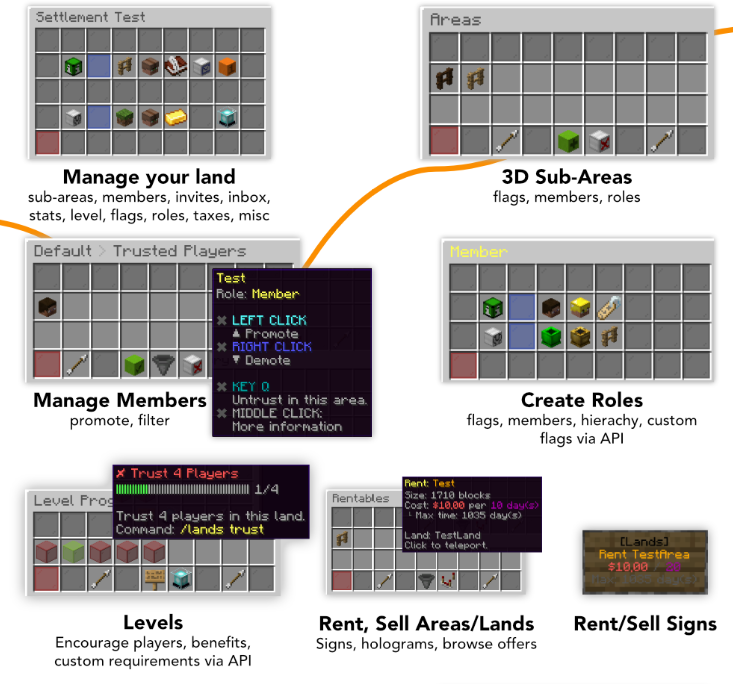 Settlement Test
Manage your land
sub-areas, members, invites, inbox,
stats, level, flags, roles, taxes, misc
Areas
3D Sub-Areas
flags, members, roles
Default > Trusted Players
Test
Role: Member
✖ LEFT CLICK
▲ Promote
✖ RIGHT CLICK
▼ Demote
✖ KEY Q
Untrust in this area.
✖ MIDDLE CLICK:
More information
Manage Members
promote, filter
Member
Create Roles
flags, members, hierachy, custom
flags via API
Level Prog
✘ Trust 4 Players
1/4
Trust 4 players in this land.
Command: /lands trust
Levels
Encourage players, benefits,
custom requirements via API
Rentables
Rent: Test
Size: 1710 blocks
Cost: $10,00 per 10 day(s)
Max time: 1035 day(s)
Land: TestLand
Click to teleport.
Rent, Sell Areas/Lands
Signs, holograms, browse offers
[Lands]
Rent TestArea
$10,00
Rent/Sell Signs